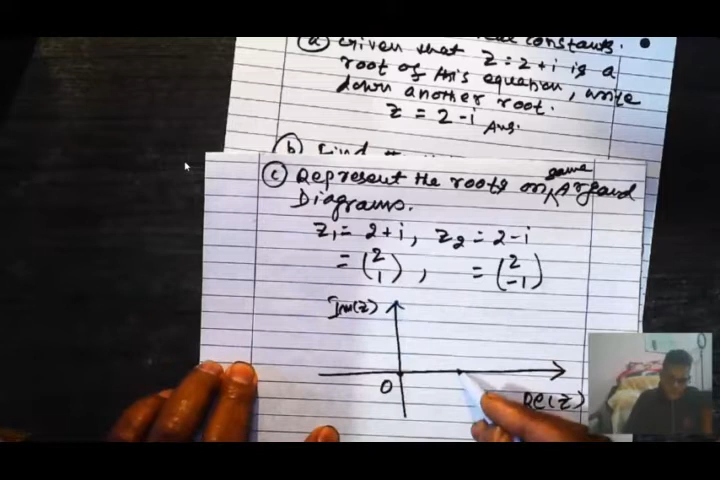 (a) Given that z = 2 + i is a
root of this equation, write
down another root.
z = 2 - i Ans.
(b) Find
(c) Represent the roots on same Argand
Diagrams.
z₁ = 2 + i, z₂ = 2 - i
= (2 1), = (2 -1)
Im(z)
0
Re(z)